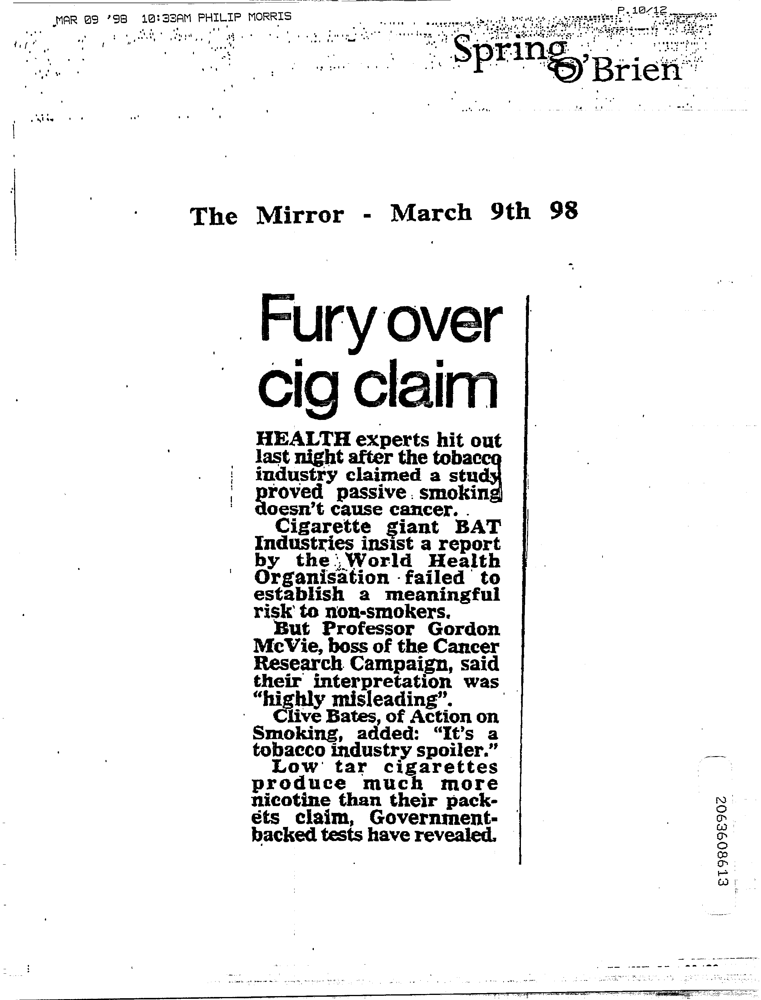 MAR 09 '98 10:33AM PHILIP MORRIS
P.10/12
Spring
O'Brien
The Mirror - March 9th 98
Fury over
cig claim
HEALTH experts hit out
last night after the tobacco
industry claimed a study
proved passive smoking
doesn't cause cancer.
Cigarette giant BAT
Industries insist a report
by the World Health
Organisation failed to
establish a meaningful
risk to non-smokers.
But Professor Gordon
McVie, boss of the Cancer
Research Campaign, said
their interpretation was
"highly misleading".
Clive Bates, of Action on
Smoking, added: "It's a
tobacco industry spoiler."
Low tar cigarettes
produce much more
nicotine than their pack-
ets claim, Government-
backed tests have revealed.
2063608613